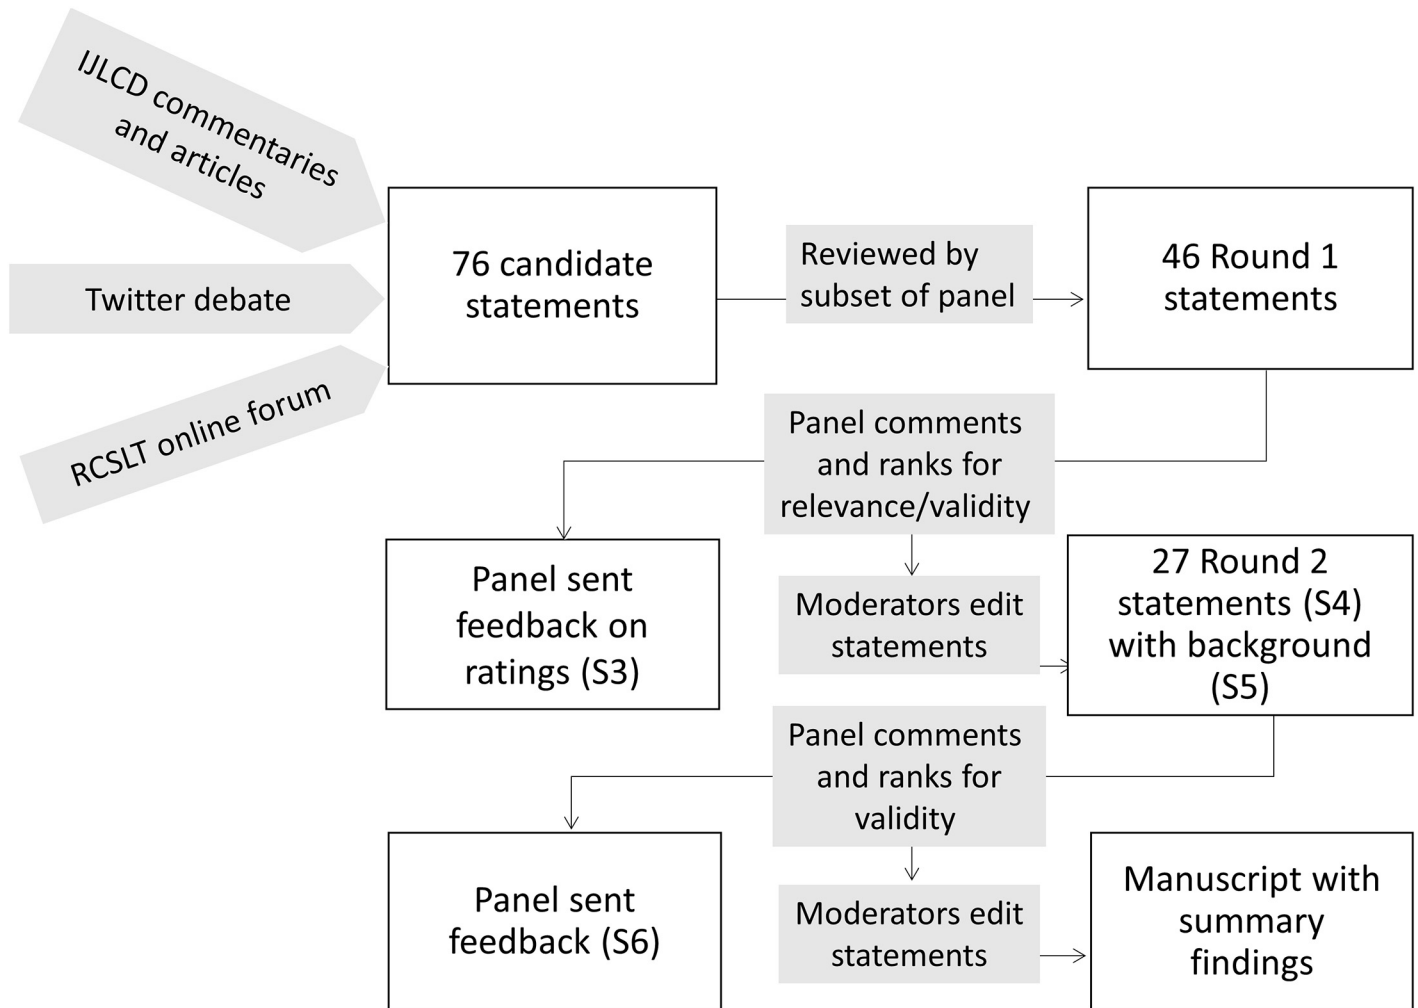 IJLCD commentaries
and articles
Twitter debate
RCSLT online forum
76 candidate
statements
Reviewed by
subset of panel
46 Round 1
statements
Panel comments
and ranks for
relevance/validity
Panel sent
feedback on
ratings (S3)
Moderators edit
statements
27 Round 2
statements (S4)
with background
(S5)
Panel comments
and ranks for
validity
Panel sent
feedback (S6)
Moderators edit
statements
Manuscript with
summary
findings